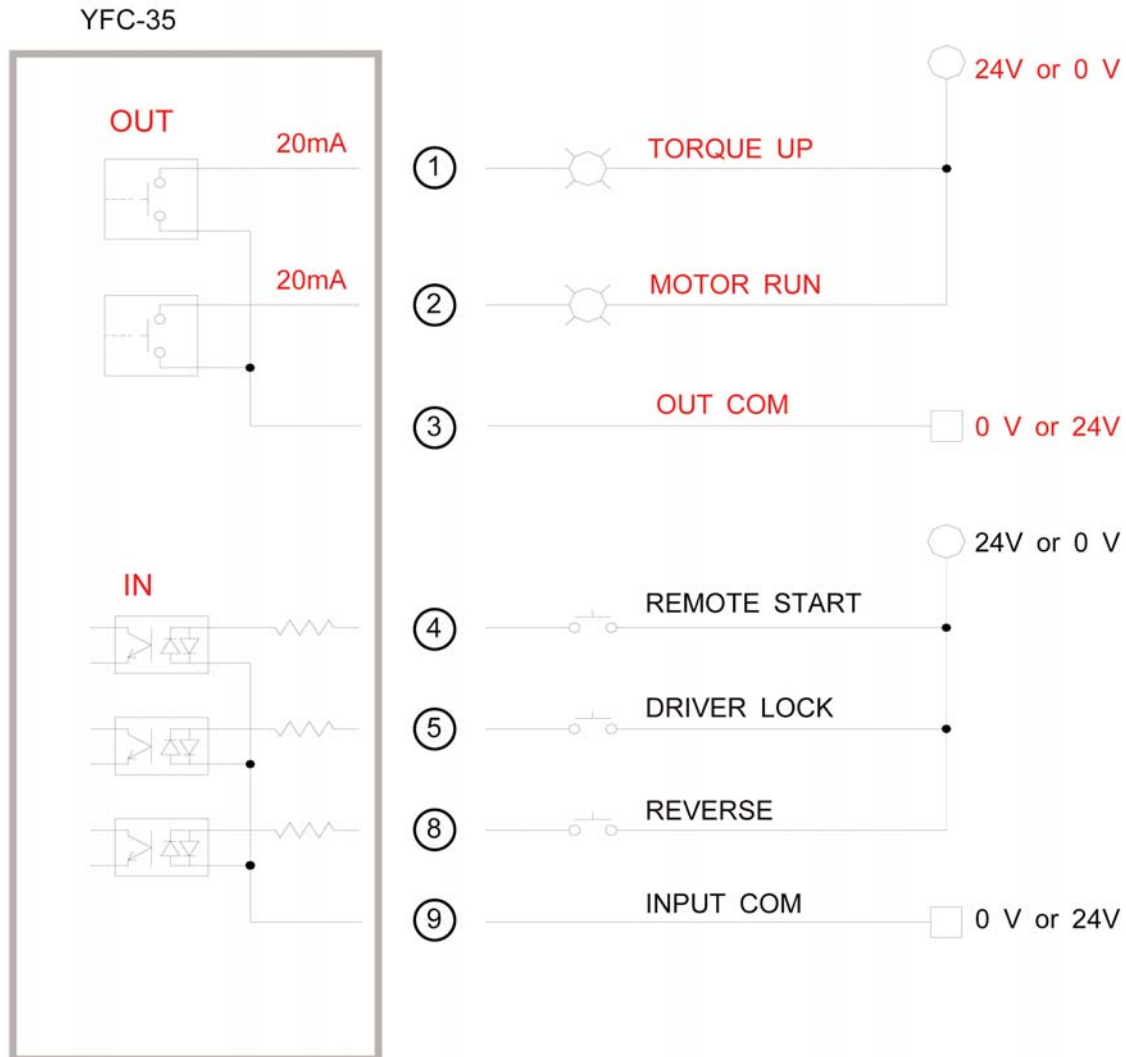 YFC-35
24V or 0 V
OUT
20mA
1
TORQUE UP
20mA
2
MOTOR RUN
3
OUT COM
0 V or 24V
24V or 0 V
IN
4
REMOTE START
5
DRIVER LOCK
8
REVERSE
9
INPUT COM
0 V or 24V